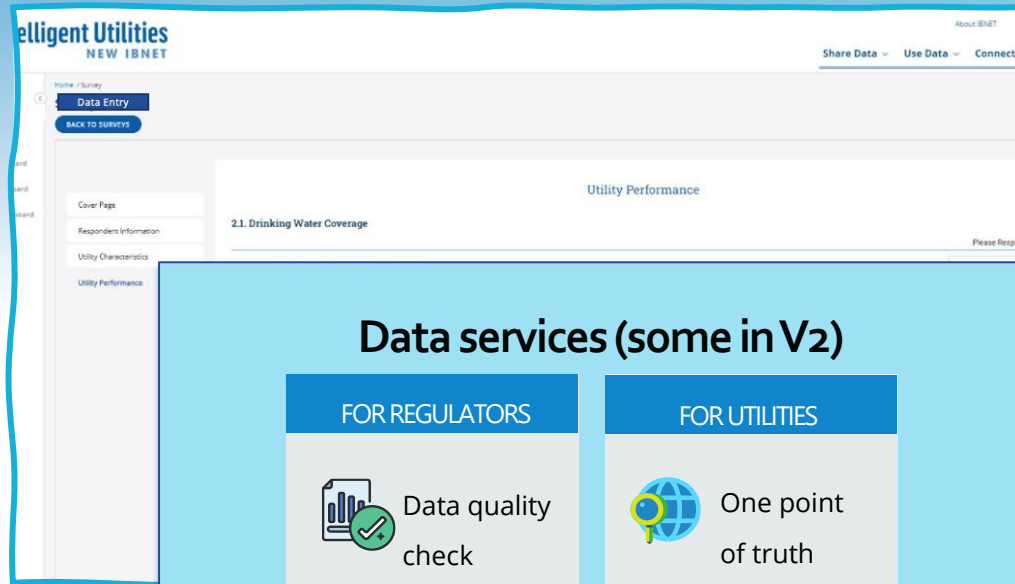 elligent Utilities
NEW IBNET
About IBNET
Share Data
Use Data
Connect
Home / Survey
Data Entry
BACK TO SURVEYS
ard
ard
board
Cover Page
Respondent Information
Utility Characteristics
Utility Performance
Utility Performance
2.1. Drinking Water Coverage
Please Resp
Data services (some in V2)
FOR REGULATORS
Data quality
check
FOR UTILITIES
One point
of truth